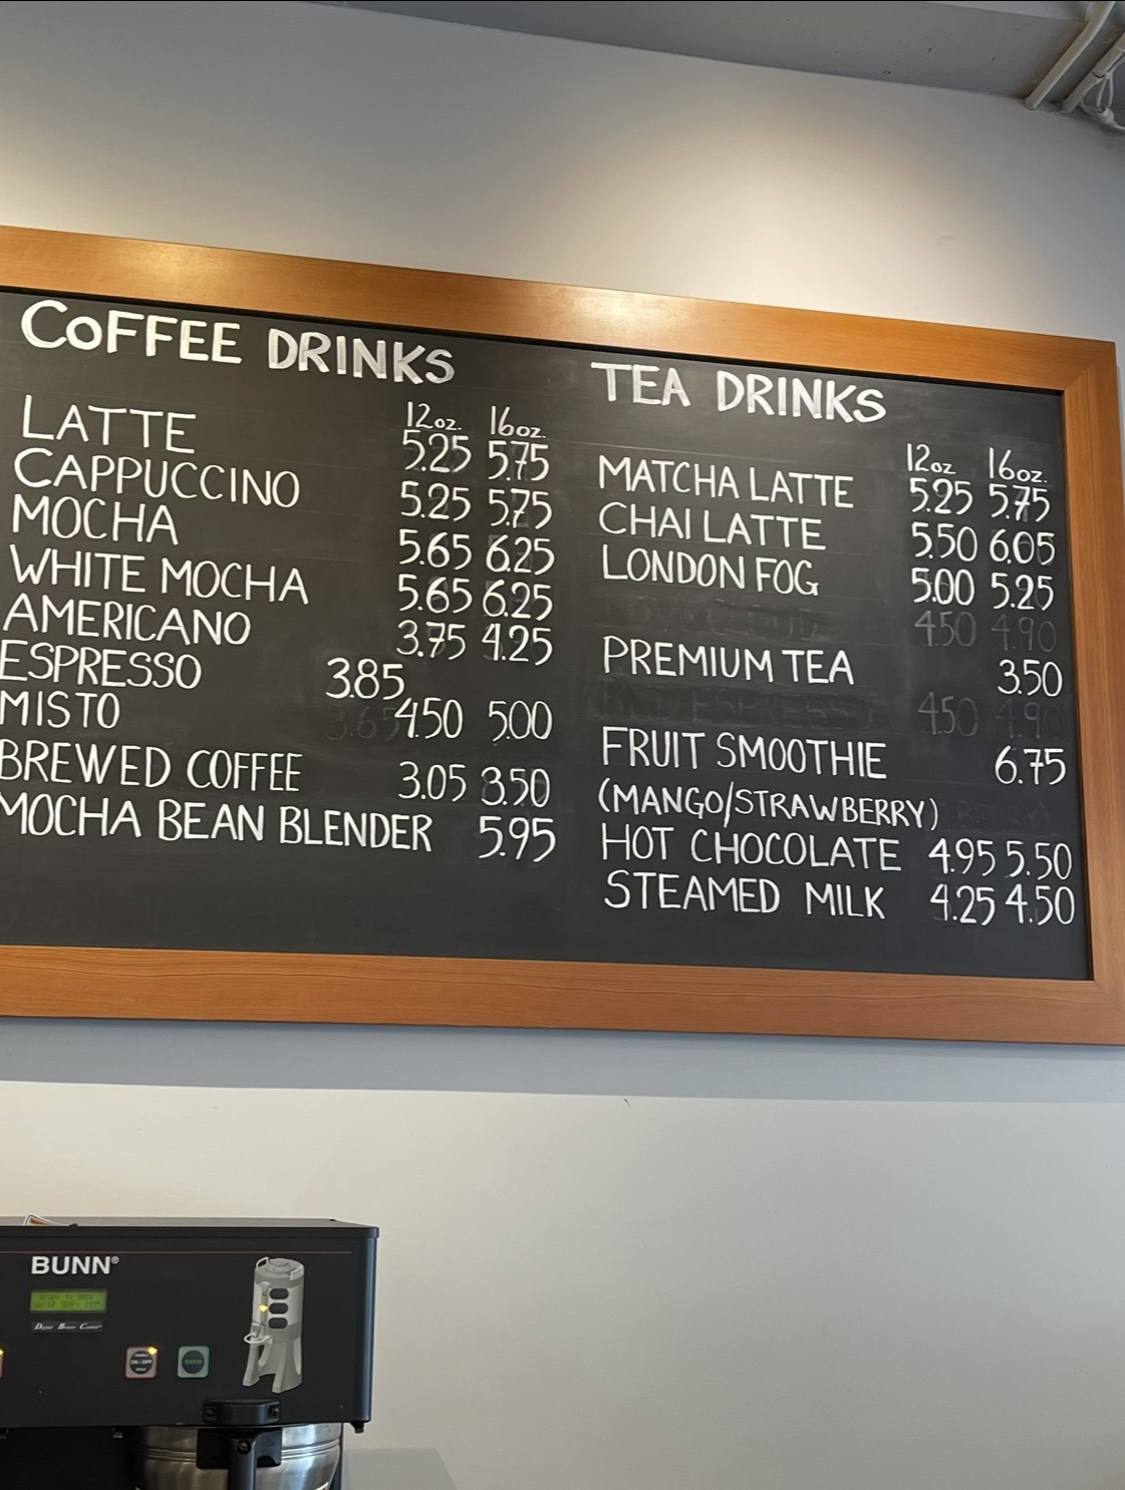 COFFEE DRINKS
12oz. 16oz.
LATTE 5.25 5.75
CAPPUCCINO 5.25 5.75
MOCHA 5.65 6.25
WHITE MOCHA 5.65 6.25
AMERICANO 3.75 4.25
ESPRESSO 3.85
MISTO 4.50 5.00
BREWED COFFEE 3.05 3.50
MOCHA BEAN BLENDER 5.95
TEA DRINKS
12oz 16oz.
MATCHA LATTE 5.25 5.75
CHAI LATTE 5.50 6.05
LONDON FOG 5.00 5.25
4.50 4.90
PREMIUM TEA 3.50
4.50 4.90
FRUIT SMOOTHIE 6.75
(MANGO/STRAWBERRY)
HOT CHOCOLATE 4.95 5.50
STEAMED MILK 4.25 4.50
BUNN®
ON/OFF
BREW